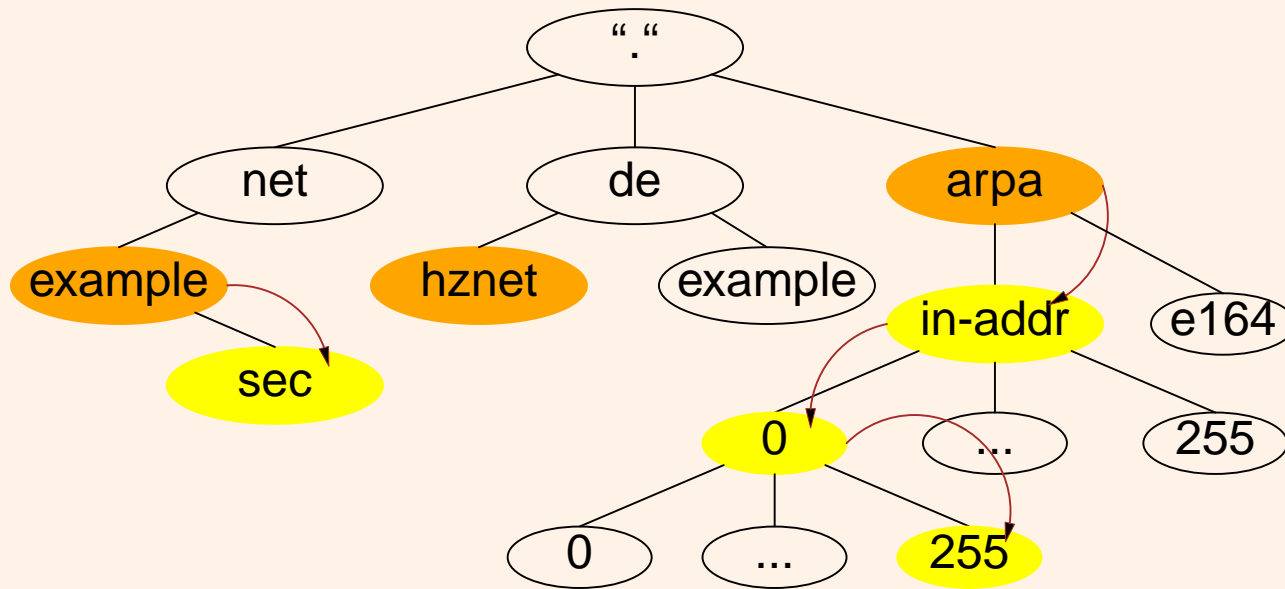 “.“
net
de
arpa
example
hznet
example
in-addr
e164
sec
0
...
255
0
...
255